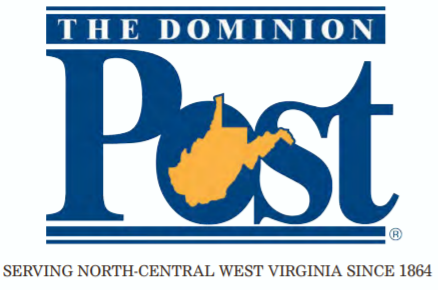 THE DOMINION
Post®
SERVING NORTH-CENTRAL WEST VIRGINIA SINCE 1864